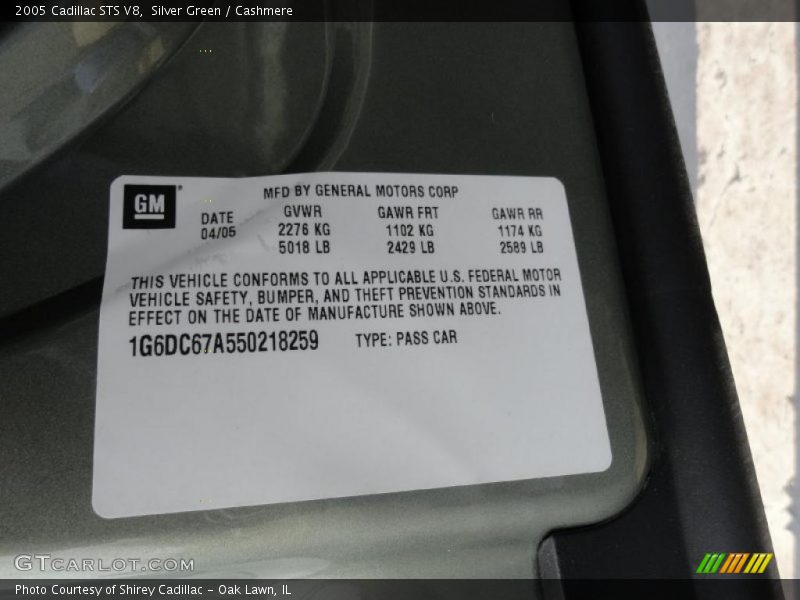 2005 Cadillac STS V8,  Silver Green / Cashmere
GM
MFD BY GENERAL MOTORS CORP
DATE GVWR GAWR FRT GAWR RR
04/05 2276 KG 1102 KG 1174 KG
5018 LB 2429 LB 2589 LB
THIS VEHICLE CONFORMS TO ALL APPLICABLE U.S. FEDERAL MOTOR
VEHICLE SAFETY, BUMPER, AND THEFT PREVENTION STANDARDS IN
EFFECT ON THE DATE OF MANUFACTURE SHOWN ABOVE.
1G6DC67A550218259 TYPE: PASS CAR
GTCARLOT.COM
Photo Courtesy of Shirey Cadillac - Oak Lawn, IL